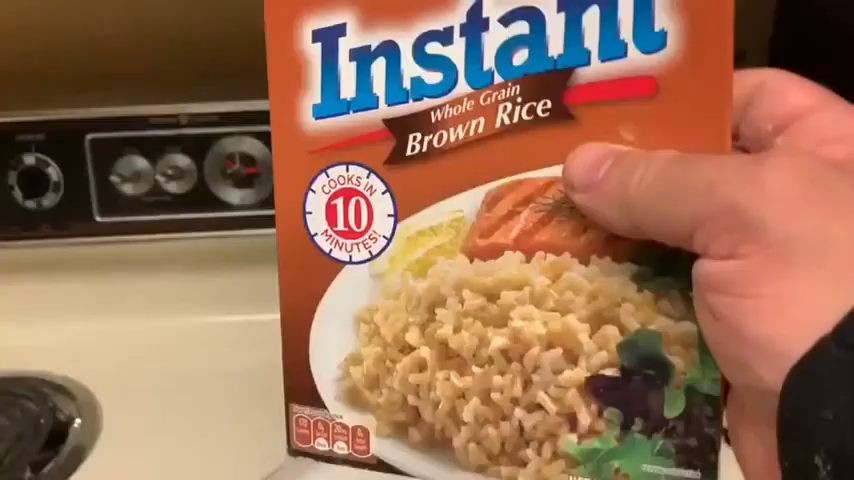 Instant
Whole Grain
Brown Rice
COOKS IN
10
MINUTES!